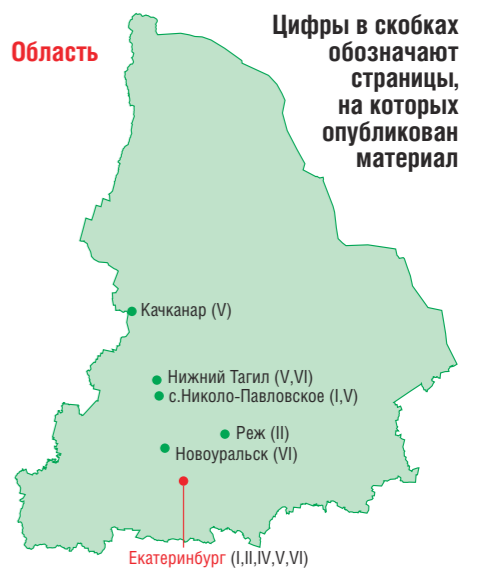 Область
Цифры в скобках
обозначают
страницы,
на которых
опубликован
материал
Качканар (V)
Нижний Тагил (V,VI)
с.Николо-Павловское (I,V)
Реж (II)
Новоуральск (VI)
Екатеринбург (I,II,IV,V,VI)